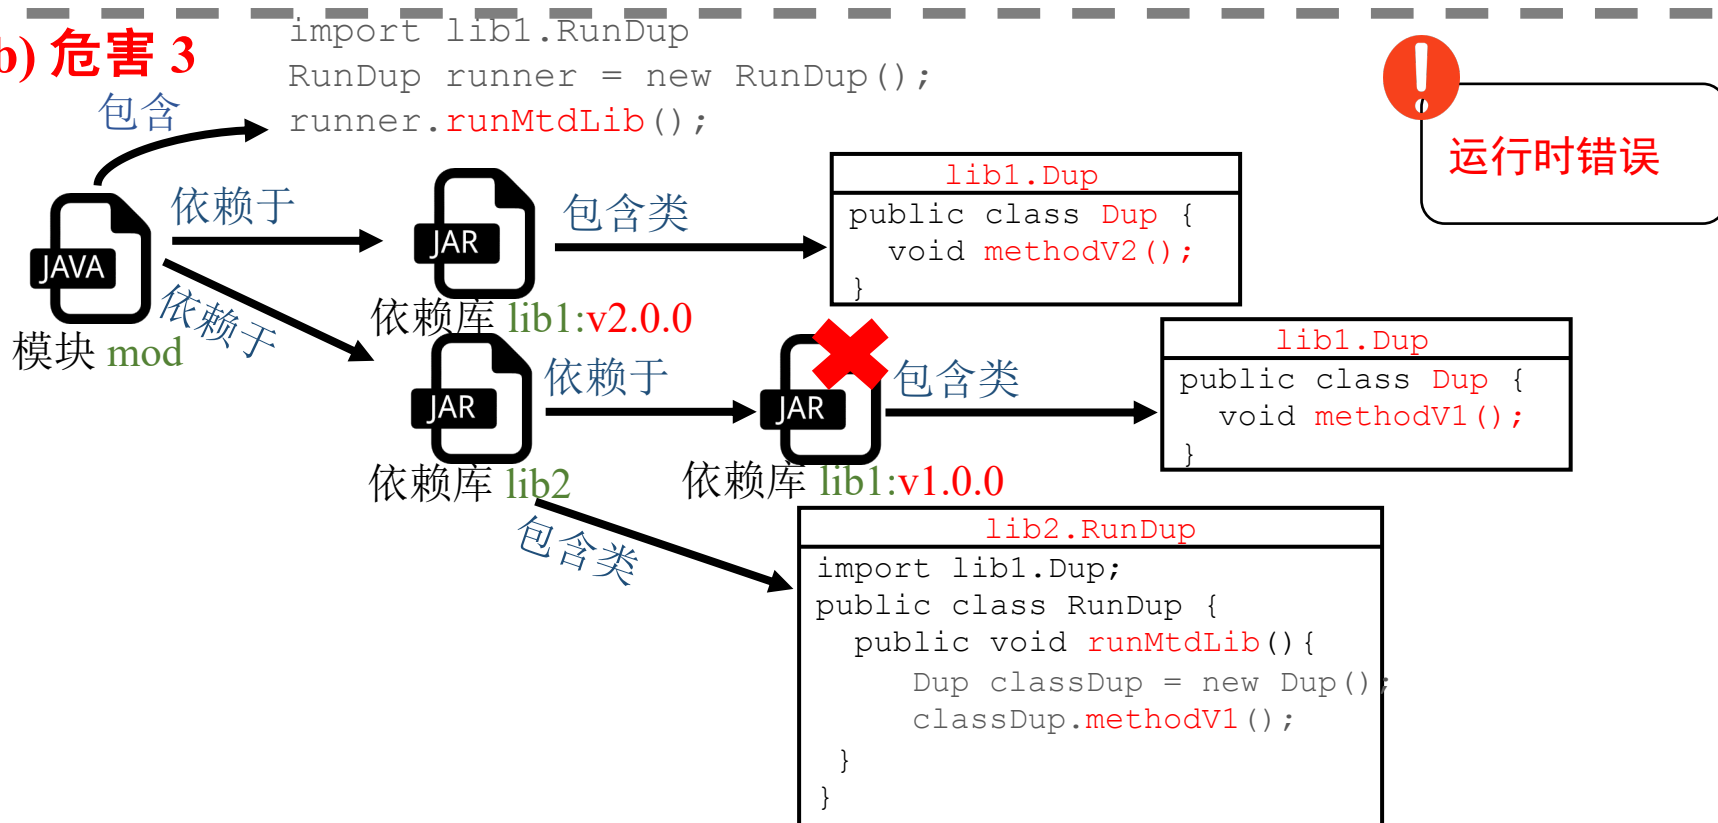 b) 危害 3
import lib1.RunDup
RunDup runner = new RunDup();
runner.runMtdLib();
包含
运行时错误
依赖于
包含类
JAVA
JAR
lib1.Dup
public class Dup {
void methodV2();
}
依赖于
模块 mod
依赖库 lib1:v2.0.0
JAR
依赖于
JAR
包含类
lib1.Dup
public class Dup {
void methodV1();
}
依赖库 lib2
依赖库 lib1:v1.0.0
包含类
lib2.RunDup
import lib1.Dup;
public class RunDup {
public void runMtdLib(){
Dup classDup = new Dup();
classDup.methodV1();
}
}